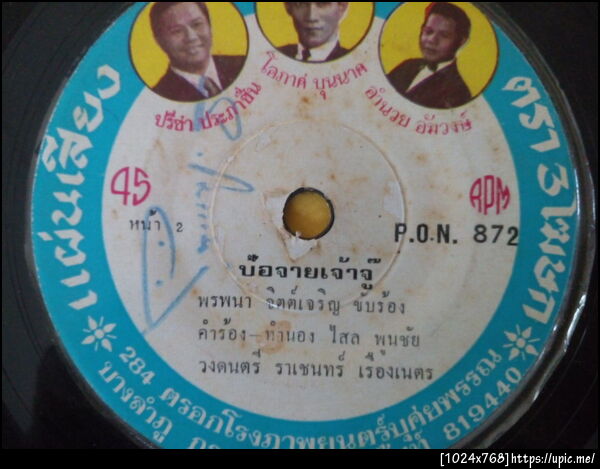 แผ่นเสียง
ตรา 3 โฆษก
ปรีชา ประภาชื่น
โอภาศ บุนนาค
อำนวย อัมวงษ์
45
RPM
หน้า 2
P.O.N. 872
บ๊อจายเจ้าจู๊
พรพนา จิตต์เจริญ ขับร้อง
คำร้อง-ทำนอง ไสล พูนชัย
วงดนตรี ราเชนทร์ เรืองเนตร
284 ตรอกโรงภาพยนตร์บุศยพรรณ
บางลำภู
819440
[1024x768]https://upic.me/